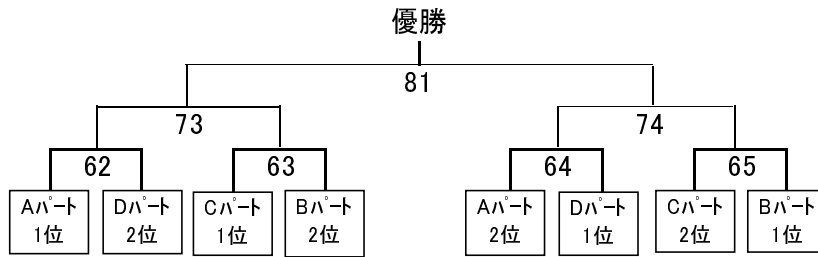 優勝
81
73 74
62 63 64 65
Aﾊﾟｰﾄ Dﾊﾟｰﾄ Cﾊﾟｰﾄ Bﾊﾟｰﾄ Aﾊﾟｰﾄ Dﾊﾟｰﾄ Cﾊﾟｰﾄ Bﾊﾟｰﾄ
1位 2位 1位 2位 2位 1位 2位 1位